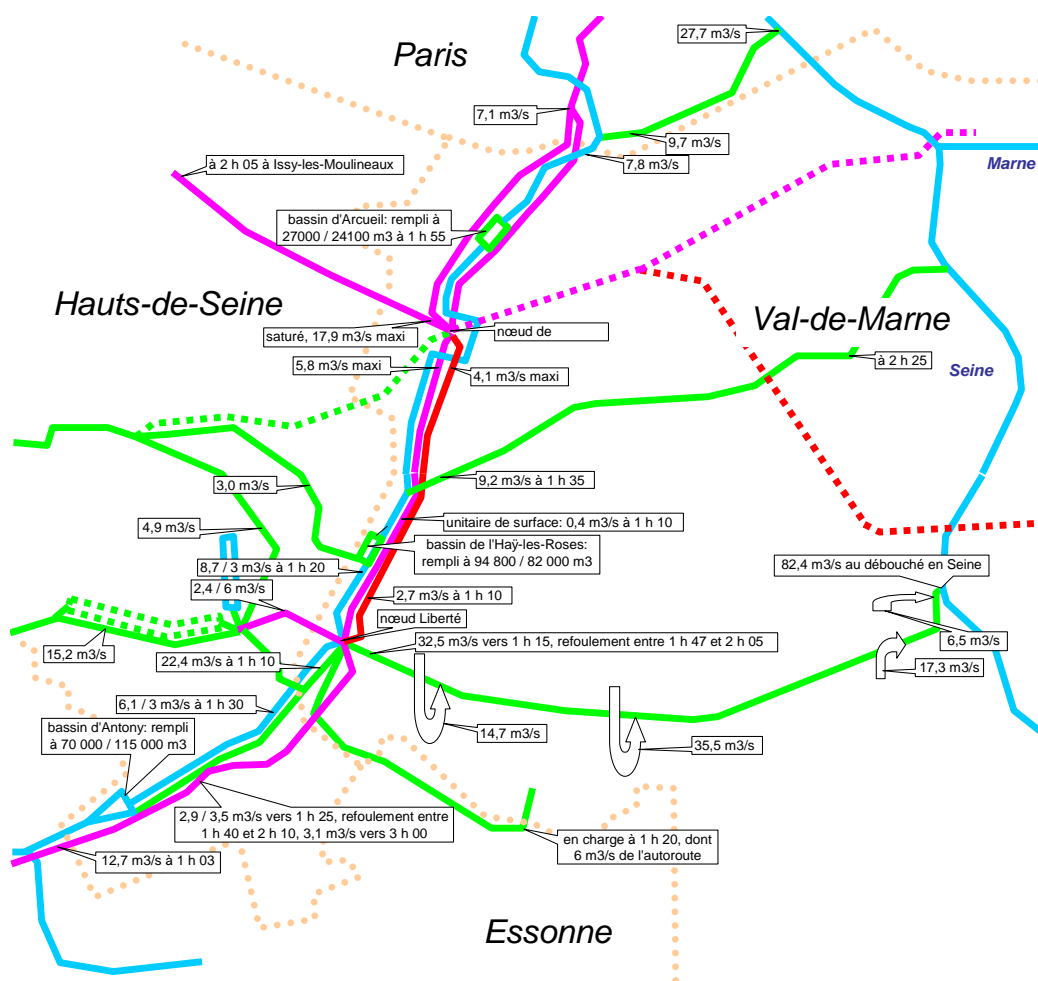 27,7 m3/s
Paris
7,1 m3/s
9,7 m3/s
7,8 m3/s
à 2 h 05 à Issy-les-Moulineaux
Marne
bassin d'Arcueil: rempli à
27000 / 24100 m3 à 1 h 55
Hauts-de-Seine
Val-de-Marne
saturé, 17,9 m3/s maxi
nœud de
5,8 m3/s maxi
4,1 m3/s maxi
à 2 h 25
Seine
3,0 m3/s
9,2 m3/s à 1 h 35
4,9 m3/s
unitaire de surface: 0,4 m3/s à 1 h 10
bassin de l'Haÿ-les-Roses:
rempli à 94 800 / 82 000 m3
8,7 / 3 m3/s à 1 h 20
82,4 m3/s au débouché en Seine
2,4 / 6 m3/s
2,7 m3/s à 1 h 10
nœud Liberté
15,2 m3/s
32,5 m3/s vers 1 h 15, refoulement entre 1 h 47 et 2 h 05
6,5 m3/s
22,4 m3/s à 1 h 10
17,3 m3/s
6,1 / 3 m3/s à 1 h 30
bassin d'Antony: rempli
à 70 000 / 115 000 m3
14,7 m3/s
35,5 m3/s
2,9 / 3,5 m3/s vers 1 h 25, refoulement entre
1 h 40 et 2 h 10, 3,1 m3/s vers 3 h 00
en charge à 1 h 20, dont
6 m3/s de l'autoroute
12,7 m3/s à 1 h 03
Essonne